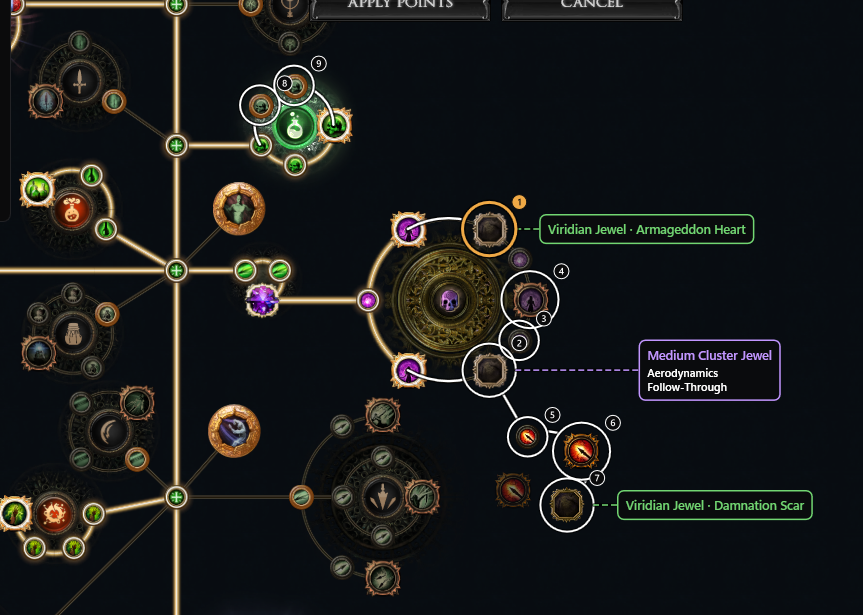 APPLY POINTS
CANCEL
9
8
1
Viridian Jewel · Armageddon Heart
4
3
2
Medium Cluster Jewel
Aerodynamics
Follow-Through
5
6
7
Viridian Jewel · Damnation Scar